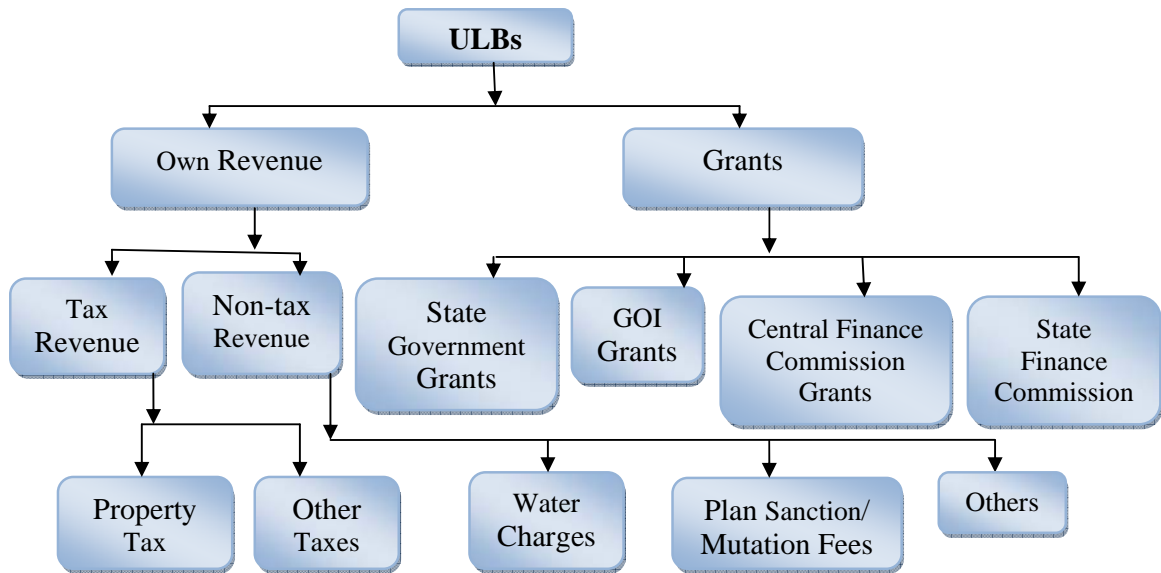 ULBs
Own Revenue
Grants
Tax
Revenue
Non-tax
Revenue
State
Government
Grants
GOI
Grants
Central Finance
Commission
Grants
State
Finance
Commission
Property
Tax
Other
Taxes
Water
Charges
Plan Sanction/
Mutation Fees
Others